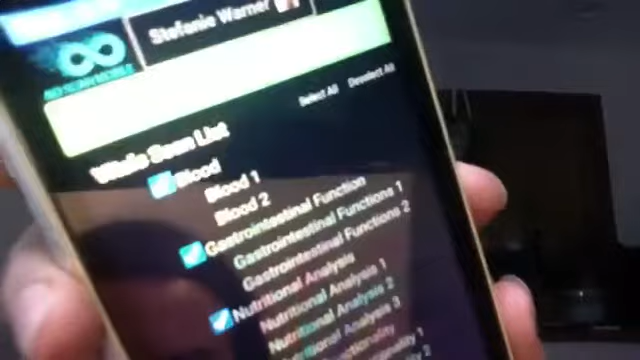 Stefanie Warner
Select All Deselect All
Vitals Scan List
Blood
Blood 1
Blood 2
Gastrointestinal Function
Gastrointestinal Functions 1
Gastrointestinal Functions 2
Nutritional Analysis
Nutritional Analysis 1
Nutritional Analysis 2
Nutritional Analysis 3